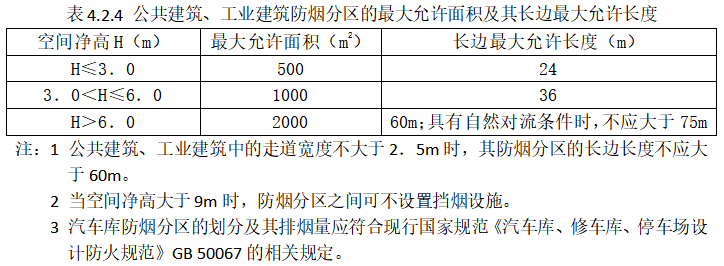 表 4.2.4 公共建筑、工业建筑防烟分区的最大允许面积及其长边最大允许长度
空间净高 H（m） 最大允许面积（m²） 长边最大允许长度（m）
H≤3．0 500 24
3．0<H≤6．0 1000 36
H>6．0 2000 60m；具有自然对流条件时，不应大于 75m
注：1 公共建筑、工业建筑中的走道宽度不大于 2．5m 时，其防烟分区的长边长度不应大
于 60m。
2 当空间净高大于 9m 时，防烟分区之间可不设置挡烟设施。
3 汽车库防烟分区的划分及其排烟量应符合现行国家规范《汽车库、修车库、停车场设
计防火规范》GB 50067 的相关规定。